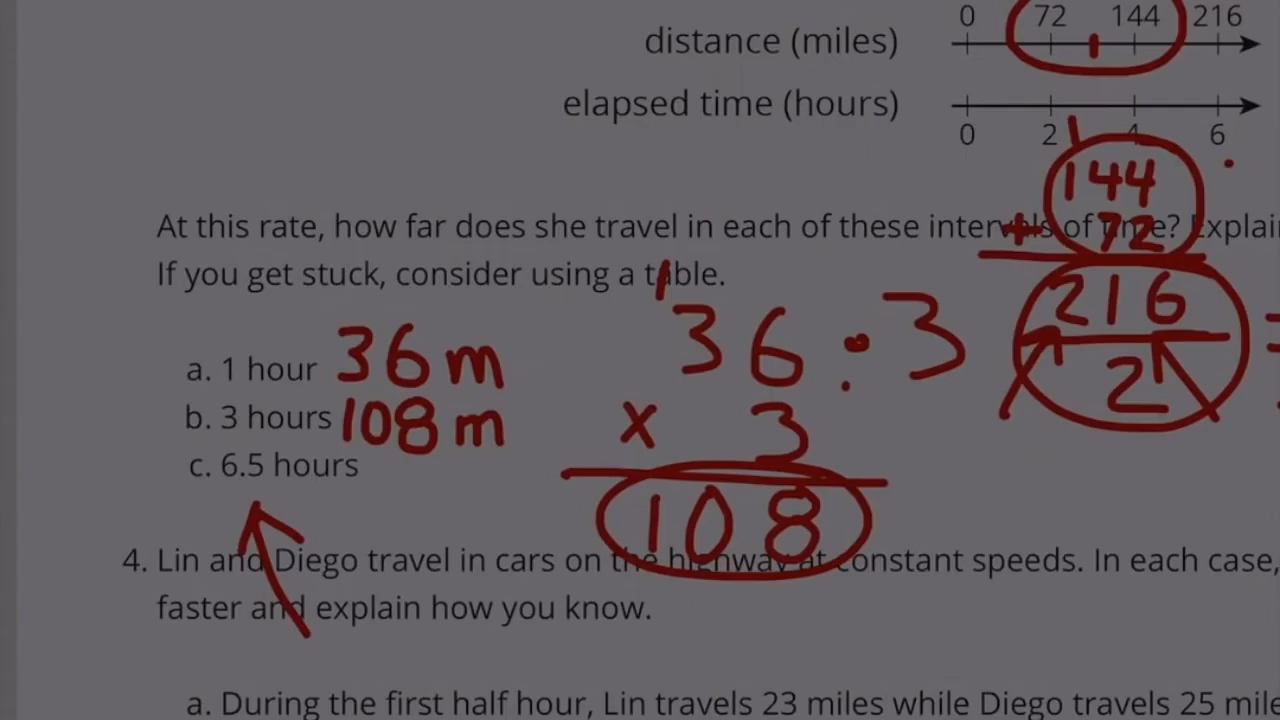 0 72 144 216
distance (miles)
elapsed time (hours)
0 2 4 6
1
144
+ 72
At this rate, how far does she travel in each of these intervals of time? Explai
If you get stuck, consider using a table.
1
36 · 3
216
2
a. 1 hour 36 m
b. 3 hours 108 m
x 3
c. 6.5 hours
108
4. Lin and Diego travel in cars on the highway at constant speeds. In each case,
faster and explain how you know.
a. During the first half hour, Lin travels 23 miles while Diego travels 25 mile